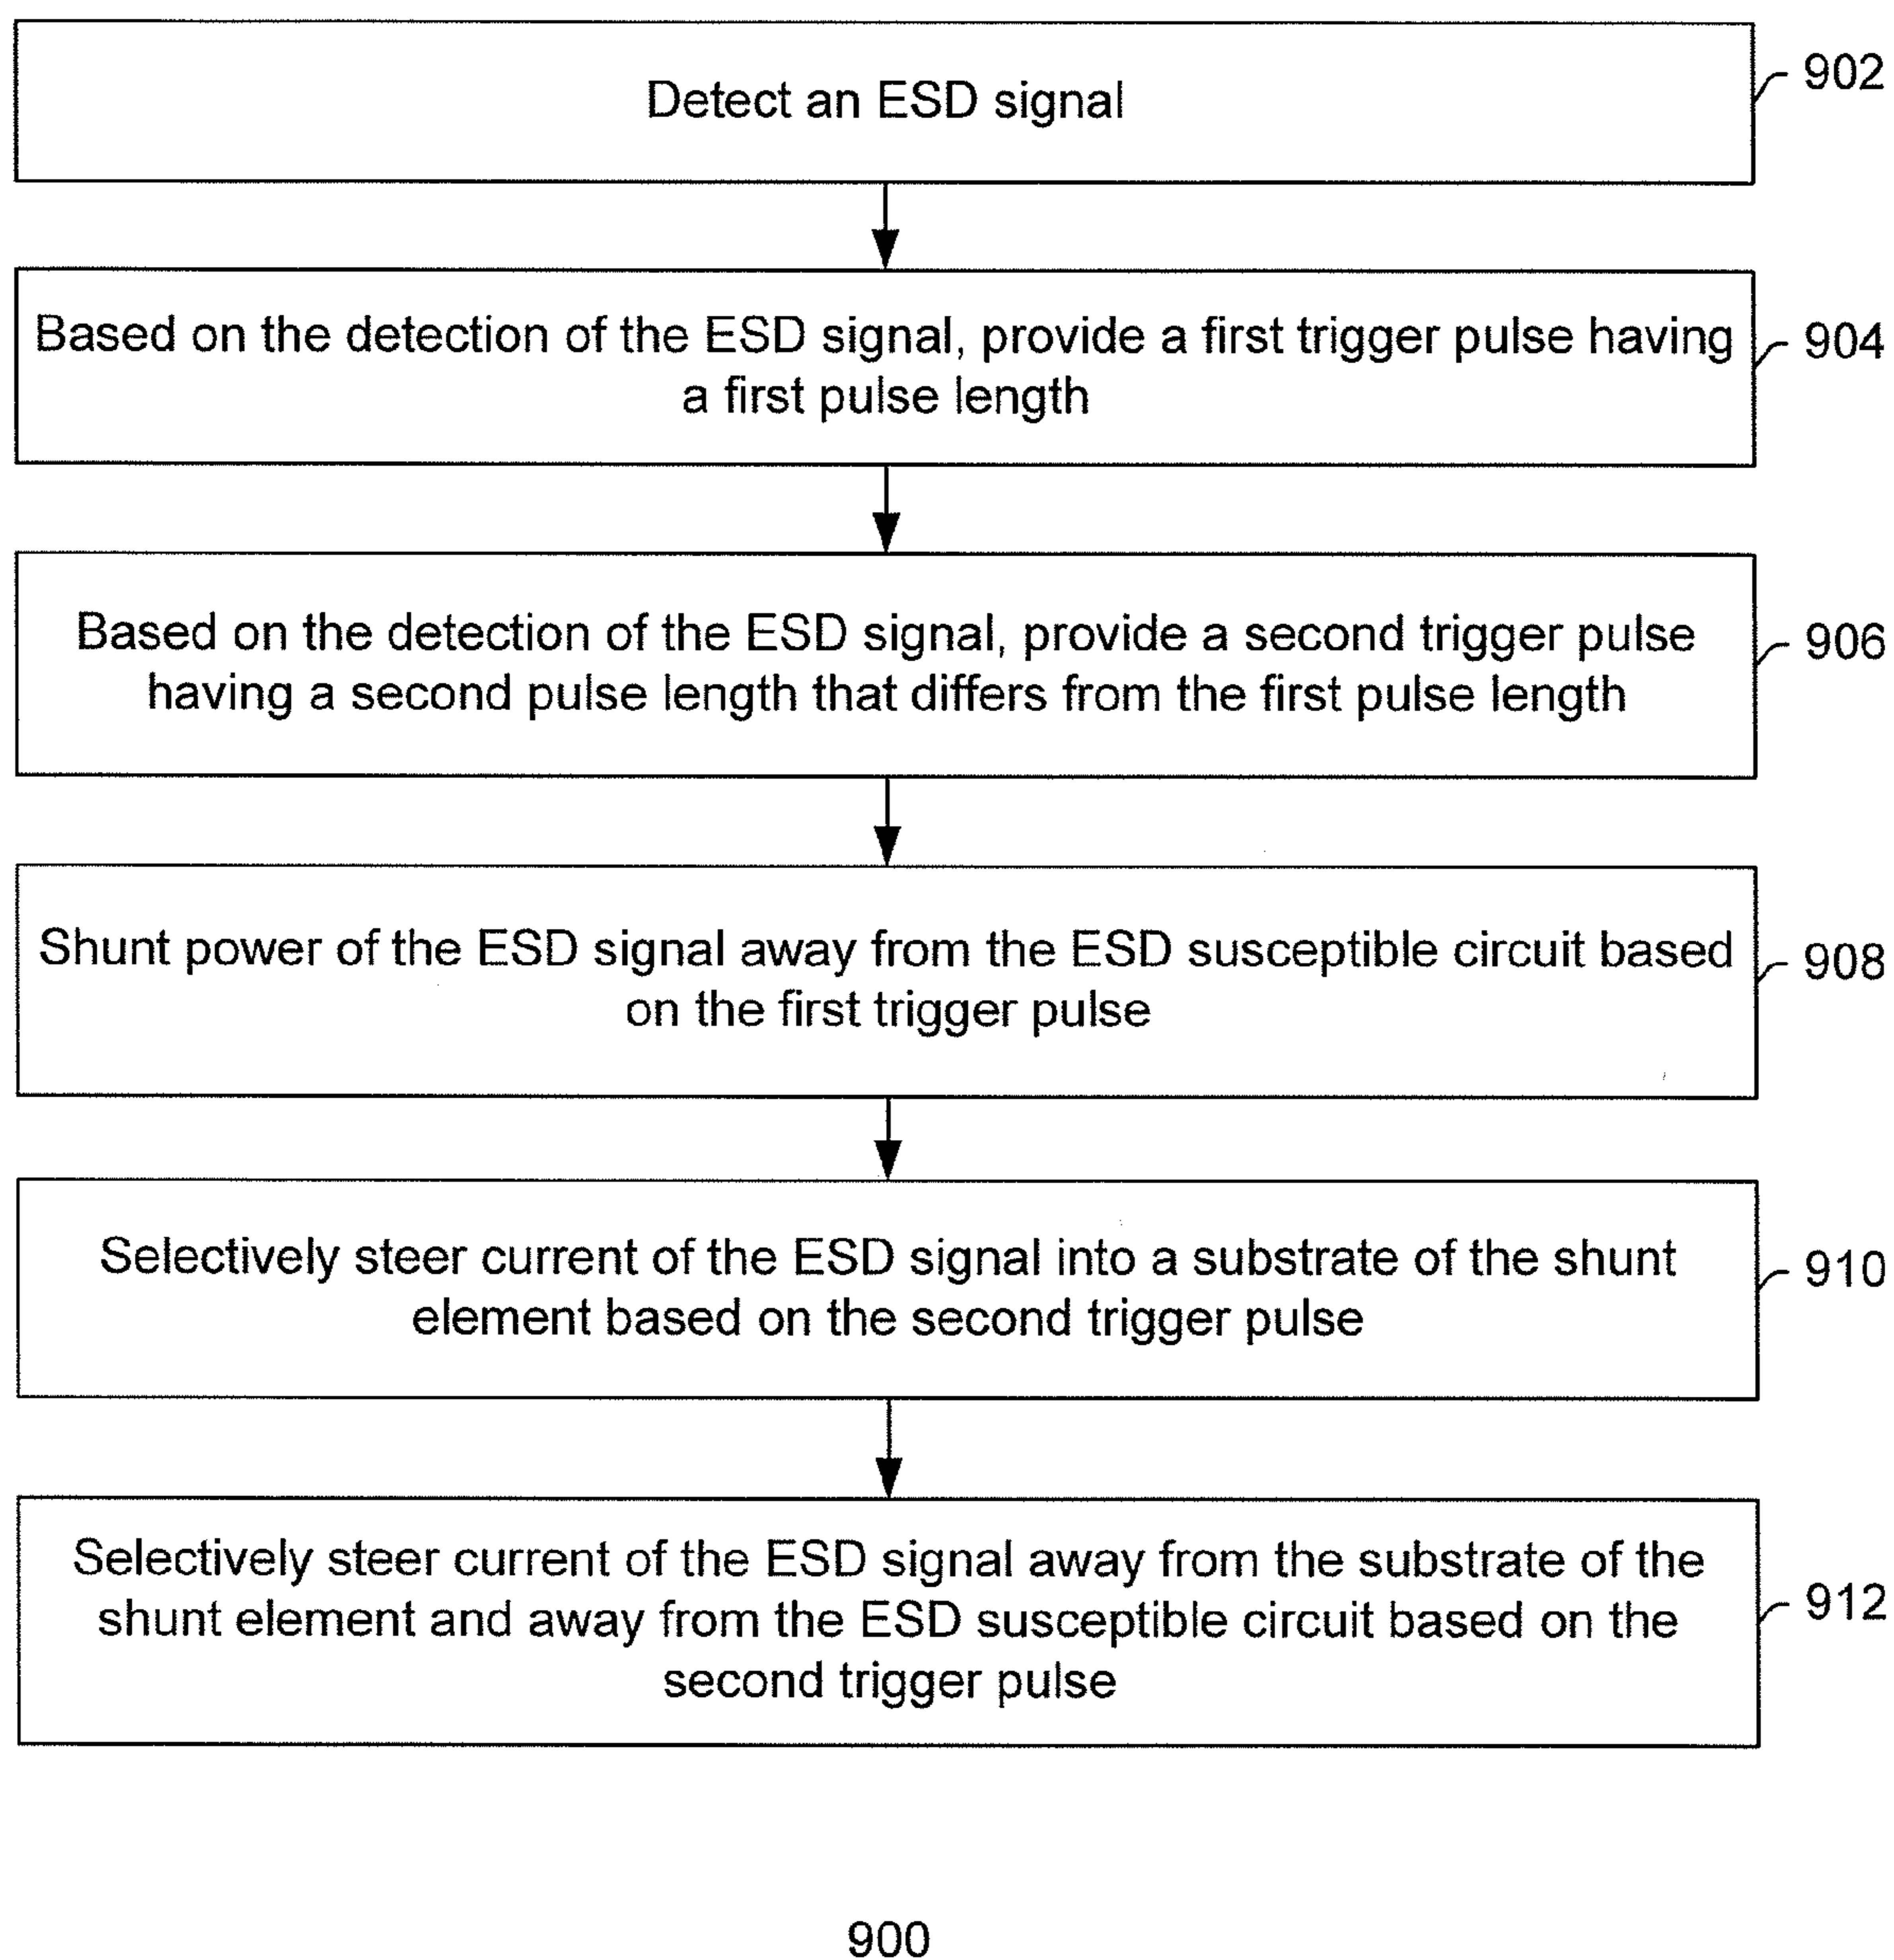 Detect an ESD signal
902
Based on the detection of the ESD signal, provide a first trigger pulse having
a first pulse length
904
Based on the detection of the ESD signal, provide a second trigger pulse
having a second pulse length that differs from the first pulse length
906
Shunt power of the ESD signal away from the ESD susceptible circuit based
on the first trigger pulse
908
Selectively steer current of the ESD signal into a substrate of the shunt
element based on the second trigger pulse
910
Selectively steer current of the ESD signal away from the substrate of the
shunt element and away from the ESD susceptible circuit based on the
second trigger pulse
912
900